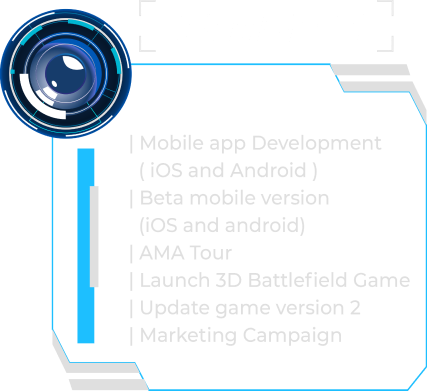 | Mobile app Development
( iOS and Android )
| Beta mobile version
(iOS and android)
| AMA Tour
| Launch 3D Battlefield Game
| Update game version 2
| Marketing Campaign